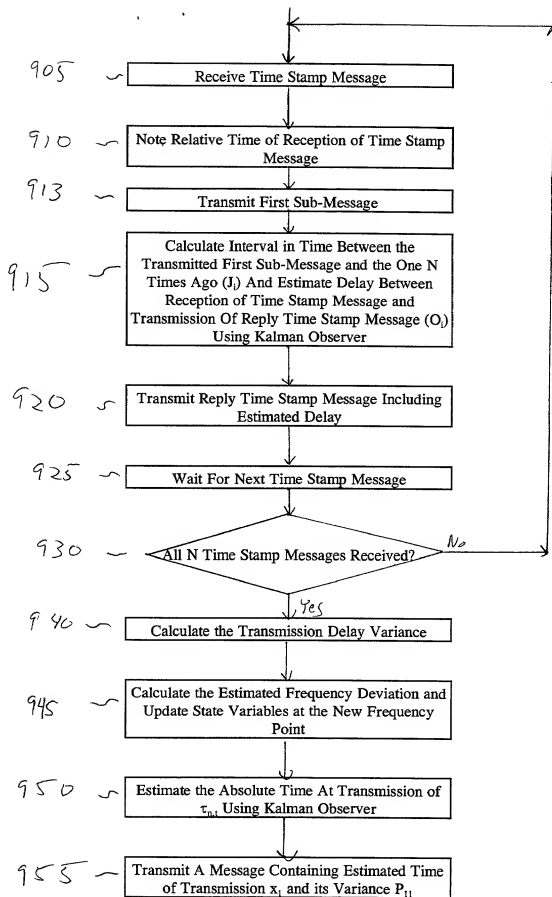 905
Receive Time Stamp Message
910
Note Relative Time of Reception of Time Stamp
Message
913
Transmit First Sub-Message
915
Calculate Interval in Time Between the
Transmitted First Sub-Message and the One N
Times Ago (Ji) And Estimate Delay Between
Reception of Time Stamp Message and
Transmission Of Reply Time Stamp Message (Oi)
Using Kalman Observer
920
Transmit Reply Time Stamp Message Including
Estimated Delay
925
Wait For Next Time Stamp Message
930
All N Time Stamp Messages Received?
No
Yes
940
Calculate the Transmission Delay Variance
945
Calculate the Estimated Frequency Deviation and
Update State Variables at the New Frequency
Point
950
Estimate the Absolute Time At Transmission of
τn,t Using Kalman Observer
955
Transmit A Message Containing Estimated Time
of Transmission x1 and its Variance P11